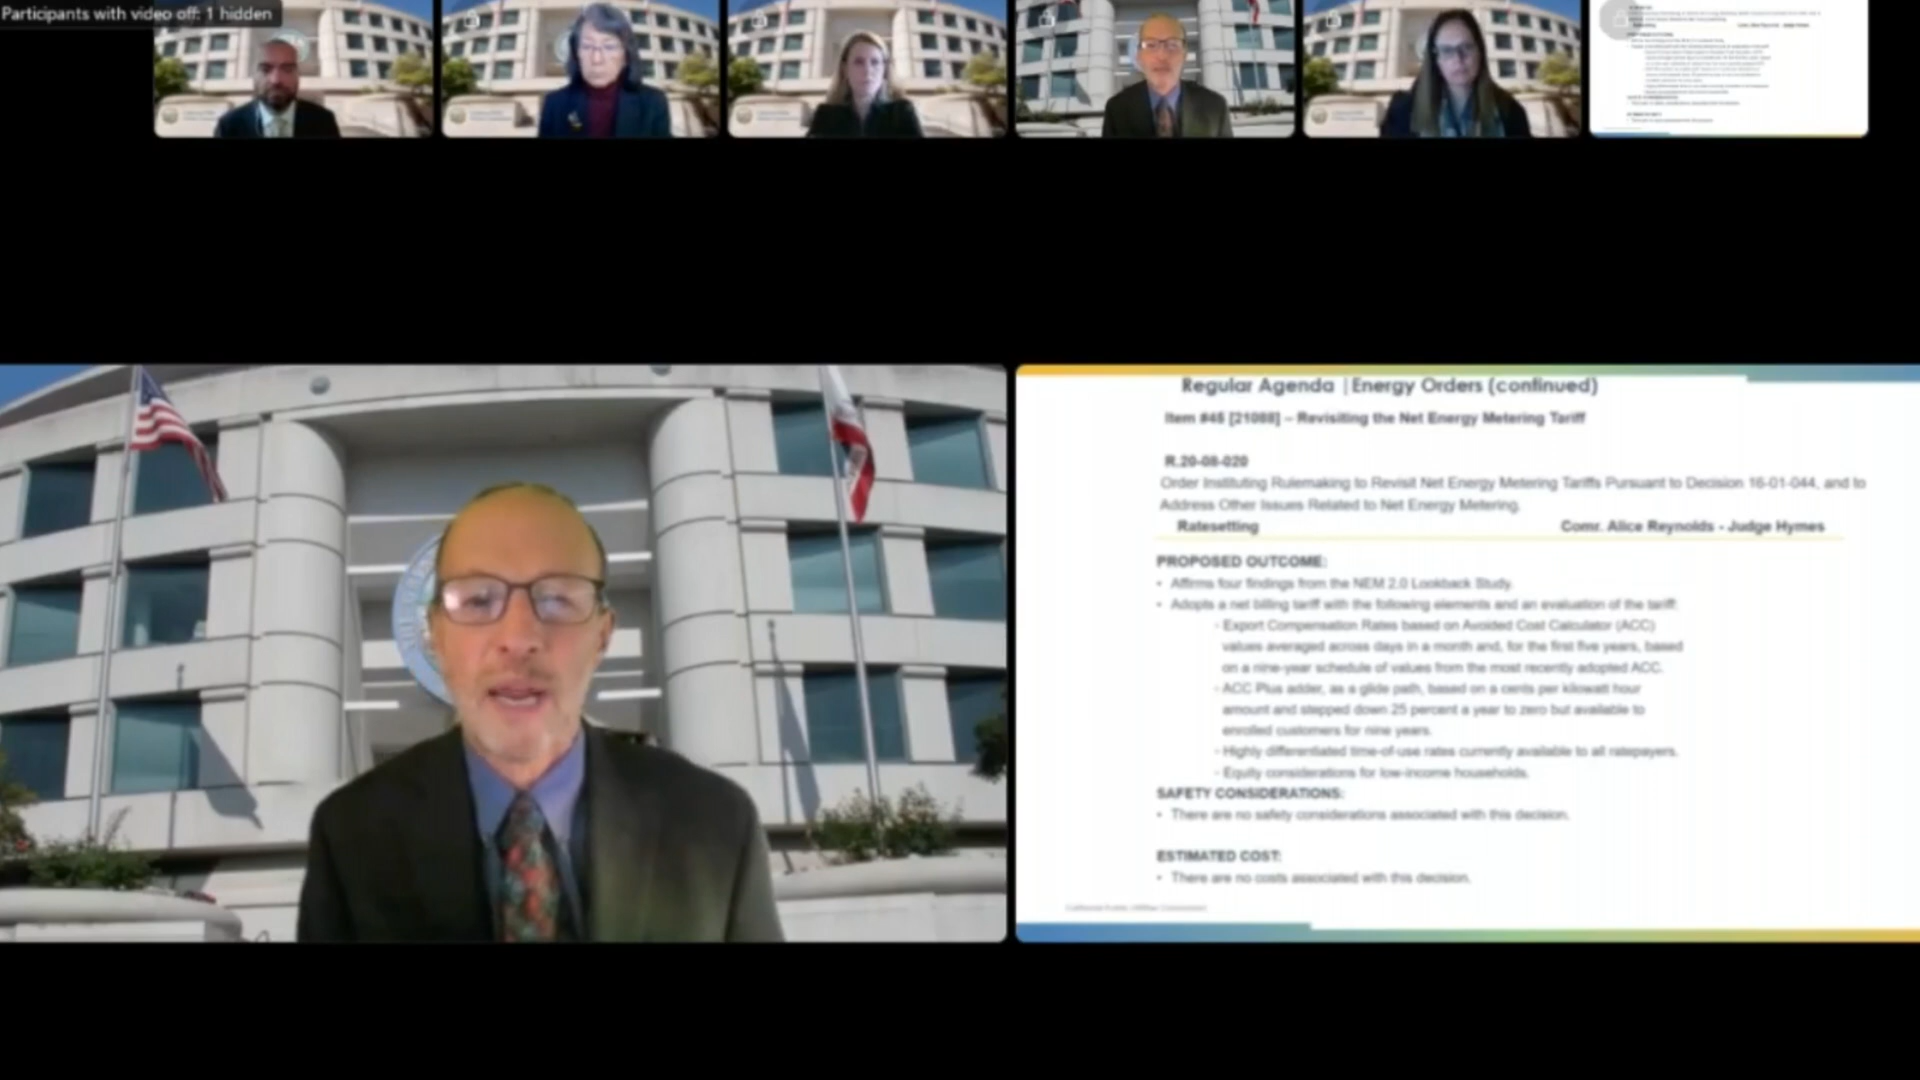 Participants with video off: 1 hidden
Regular Agenda | Energy Orders (continued)
Item #45 [21088] – Revisiting the Net Energy Metering Tariff
R.20-08-020
Order Instituting Rulemaking to Revisit Net Energy Metering Tariffs Pursuant to Decision 16-01-044, and to
Address Other Issues Related to Net Energy Metering.
Ratesetting Comr. Alice Reynolds - Judge Hymes
PROPOSED OUTCOME:
• Affirms four findings from the NEM 2.0 Lookback Study.
• Adopts a net billing tariff with the following elements and an evaluation of the tariff:
- Export Compensation Rates based on Avoided Cost Calculator (ACC)
values averaged across days in a month and, for the first five years, based
on a nine-year schedule of values from the most recently adopted ACC.
- ACC Plus adder, as a glide path, based on a cents per kilowatt hour
amount and stepped down 25 percent a year to zero but available to
enrolled customers for nine years.
- Highly differentiated time-of-use rates currently available to all ratepayers.
- Equity considerations for low-income households.
SAFETY CONSIDERATIONS:
• There are no safety considerations associated with this decision.
ESTIMATED COST:
• There are no costs associated with this decision.
California Public Utilities Commission